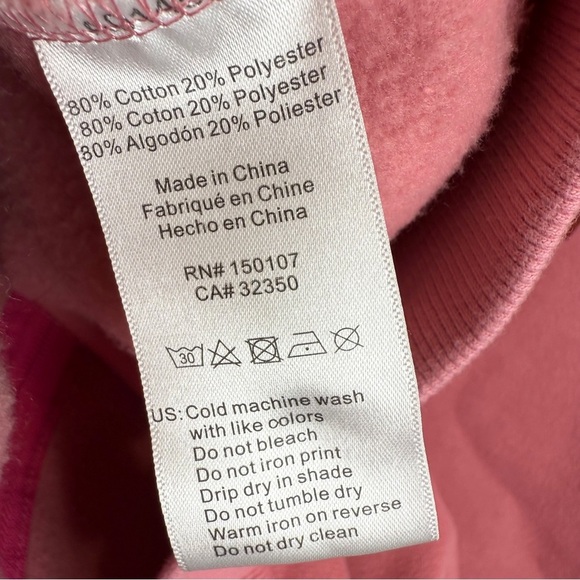 80% Cotton 20% Polyester
80% Coton 20% Polyester
80% Algodón 20% Poliester
Made in China
Fabriqué en Chine
Hecho en China
RN# 150107
CA# 32350
30
US: Cold machine wash
with like colors
Do not bleach
Do not iron print
Drip dry in shade
Do not tumble dry
Warm iron on reverse
Do not dry clean